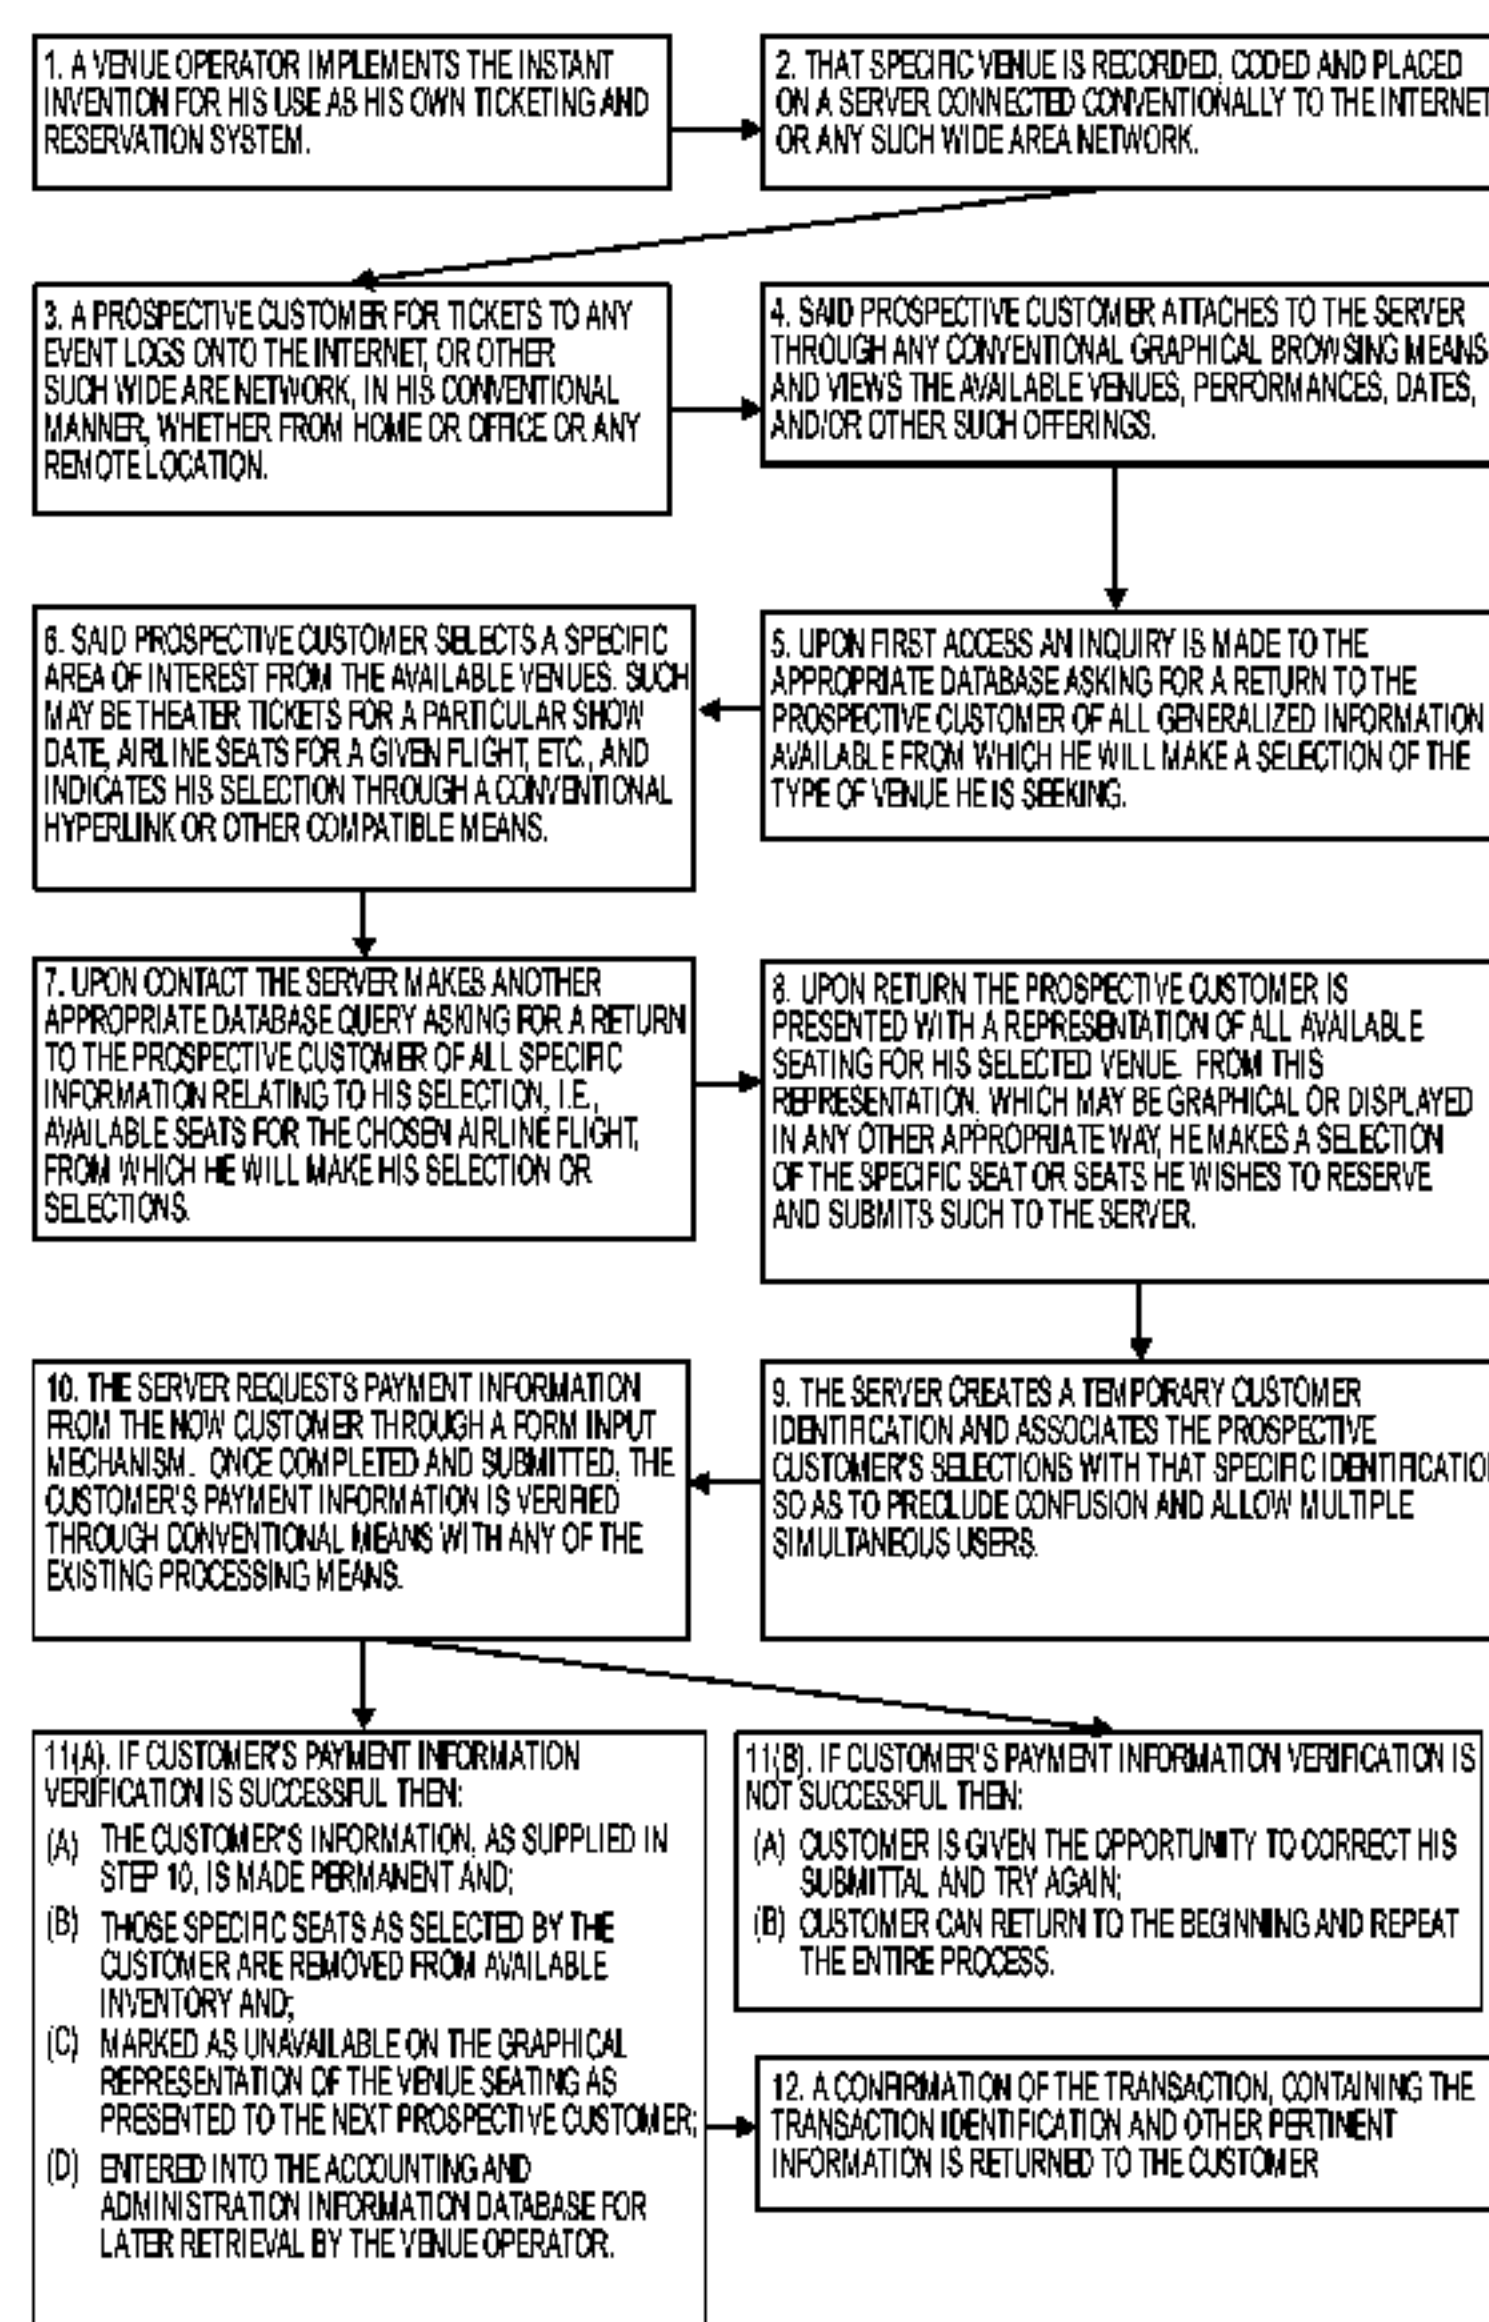 1. A VENUE OPERATOR IMPLEMENTS THE INSTANT
INVENTION FOR HIS USE AS HIS OWN TICKETING AND
RESERVATION SYSTEM.
2. THAT SPECIFIC VENUE IS RECORDED, CODED AND PLACED
ON A SERVER CONNECTED CONVENTIONALLY TO THE INTERNET
OR ANY SUCH WIDE AREA NETWORK.
3. A PROSPECTIVE CUSTOMER FOR TICKETS TO ANY
EVENT LOGS ONTO THE INTERNET, OR OTHER
SUCH WIDE ARE NETWORK, IN HIS CONVENTIONAL
MANNER, WHETHER FROM HOME OR OFFICE OR ANY
REMOTE LOCATION.
4. SAID PROSPECTIVE CUSTOMER ATTACHES TO THE SERVER
THROUGH ANY CONVENTIONAL GRAPHICAL BROWSING MEANS
AND VIEWS THE AVAILABLE VENUES, PERFORMANCES, DATES,
AND/OR OTHER SUCH OFFERINGS.
5. UPON FIRST ACCESS AN INQUIRY IS MADE TO THE
APPROPRIATE DATABASE ASKING FOR A RETURN TO THE
PROSPECTIVE CUSTOMER OF ALL GENERALIZED INFORMATION
AVAILABLE FROM WHICH HE WILL MAKE A SELECTION OF THE
TYPE OF VENUE HE IS SEEKING.
6. SAID PROSPECTIVE CUSTOMER SELECTS A SPECIFIC
AREA OF INTEREST FROM THE AVAILABLE VENUES. SUCH
MAY BE THEATER TICKETS FOR A PARTICULAR SHOW
DATE, AIRLINE SEATS FOR A GIVEN FLIGHT, ETC., AND
INDICATES HIS SELECTION THROUGH A CONVENTIONAL
HYPERLINK OR OTHER COMPATIBLE MEANS.
7. UPON CONTACT THE SERVER MAKES ANOTHER
APPROPRIATE DATABASE QUERY ASKING FOR A RETURN
TO THE PROSPECTIVE CUSTOMER OF ALL SPECIFIC
INFORMATION RELATING TO HIS SELECTION, I.E.,
AVAILABLE SEATS FOR THE CHOSEN AIRLINE FLIGHT,
FROM WHICH HE WILL MAKE HIS SELECTION OR
SELECTIONS.
8. UPON RETURN THE PROSPECTIVE CUSTOMER IS
PRESENTED WITH A REPRESENTATION OF ALL AVAILABLE
SEATING FOR HIS SELECTED VENUE. FROM THIS
REPRESENTATION, WHICH MAY BE GRAPHICAL OR DISPLAYED
IN ANY OTHER APPROPRIATE WAY, HE MAKES A SELECTION
OF THE SPECIFIC SEAT OR SEATS HE WISHES TO RESERVE
AND SUBMITS SUCH TO THE SERVER.
9. THE SERVER CREATES A TEMPORARY CUSTOMER
IDENTIFICATION AND ASSOCIATES THE PROSPECTIVE
CUSTOMER'S SELECTIONS WITH THAT SPECIFIC IDENTIFICATIO
SO AS TO PRECLUDE CONFUSION AND ALLOW MULTIPLE
SIMULTANEOUS USERS.
10. THE SERVER REQUESTS PAYMENT INFORMATION
FROM THE NOW CUSTOMER THROUGH A FORM INPUT
MECHANISM. ONCE COMPLETED AND SUBMITTED, THE
CUSTOMER'S PAYMENT INFORMATION IS VERIFIED
THROUGH CONVENTIONAL MEANS WITH ANY OF THE
EXISTING PROCESSING MEANS.
11(A). IF CUSTOMER'S PAYMENT INFORMATION
VERIFICATION IS SUCCESSFUL THEN:
(A) THE CUSTOMER'S INFORMATION, AS SUPPLIED IN
STEP 10, IS MADE PERMANENT AND;
(B) THOSE SPECIFIC SEATS AS SELECTED BY THE
CUSTOMER ARE REMOVED FROM AVAILABLE
INVENTORY AND;
(C) MARKED AS UNAVAILABLE ON THE GRAPHICAL
REPRESENTATION OF THE VENUE SEATING AS
PRESENTED TO THE NEXT PROSPECTIVE CUSTOMER;
(D) ENTERED INTO THE ACCOUNTING AND
ADMINISTRATION INFORMATION DATABASE FOR
LATER RETRIEVAL BY THE VENUE OPERATOR.
11(B). IF CUSTOMER'S PAYMENT INFORMATION VERIFICATION IS
NOT SUCCESSFUL THEN:
(A) CUSTOMER IS GIVEN THE OPPORTUNITY TO CORRECT HIS
SUBMITTAL AND TRY AGAIN;
(B) CUSTOMER CAN RETURN TO THE BEGINNING AND REPEAT
THE ENTIRE PROCESS.
12. A CONFIRMATION OF THE TRANSACTION, CONTAINING THE
TRANSACTION IDENTIFICATION AND OTHER PERTINENT
INFORMATION IS RETURNED TO THE CUSTOMER